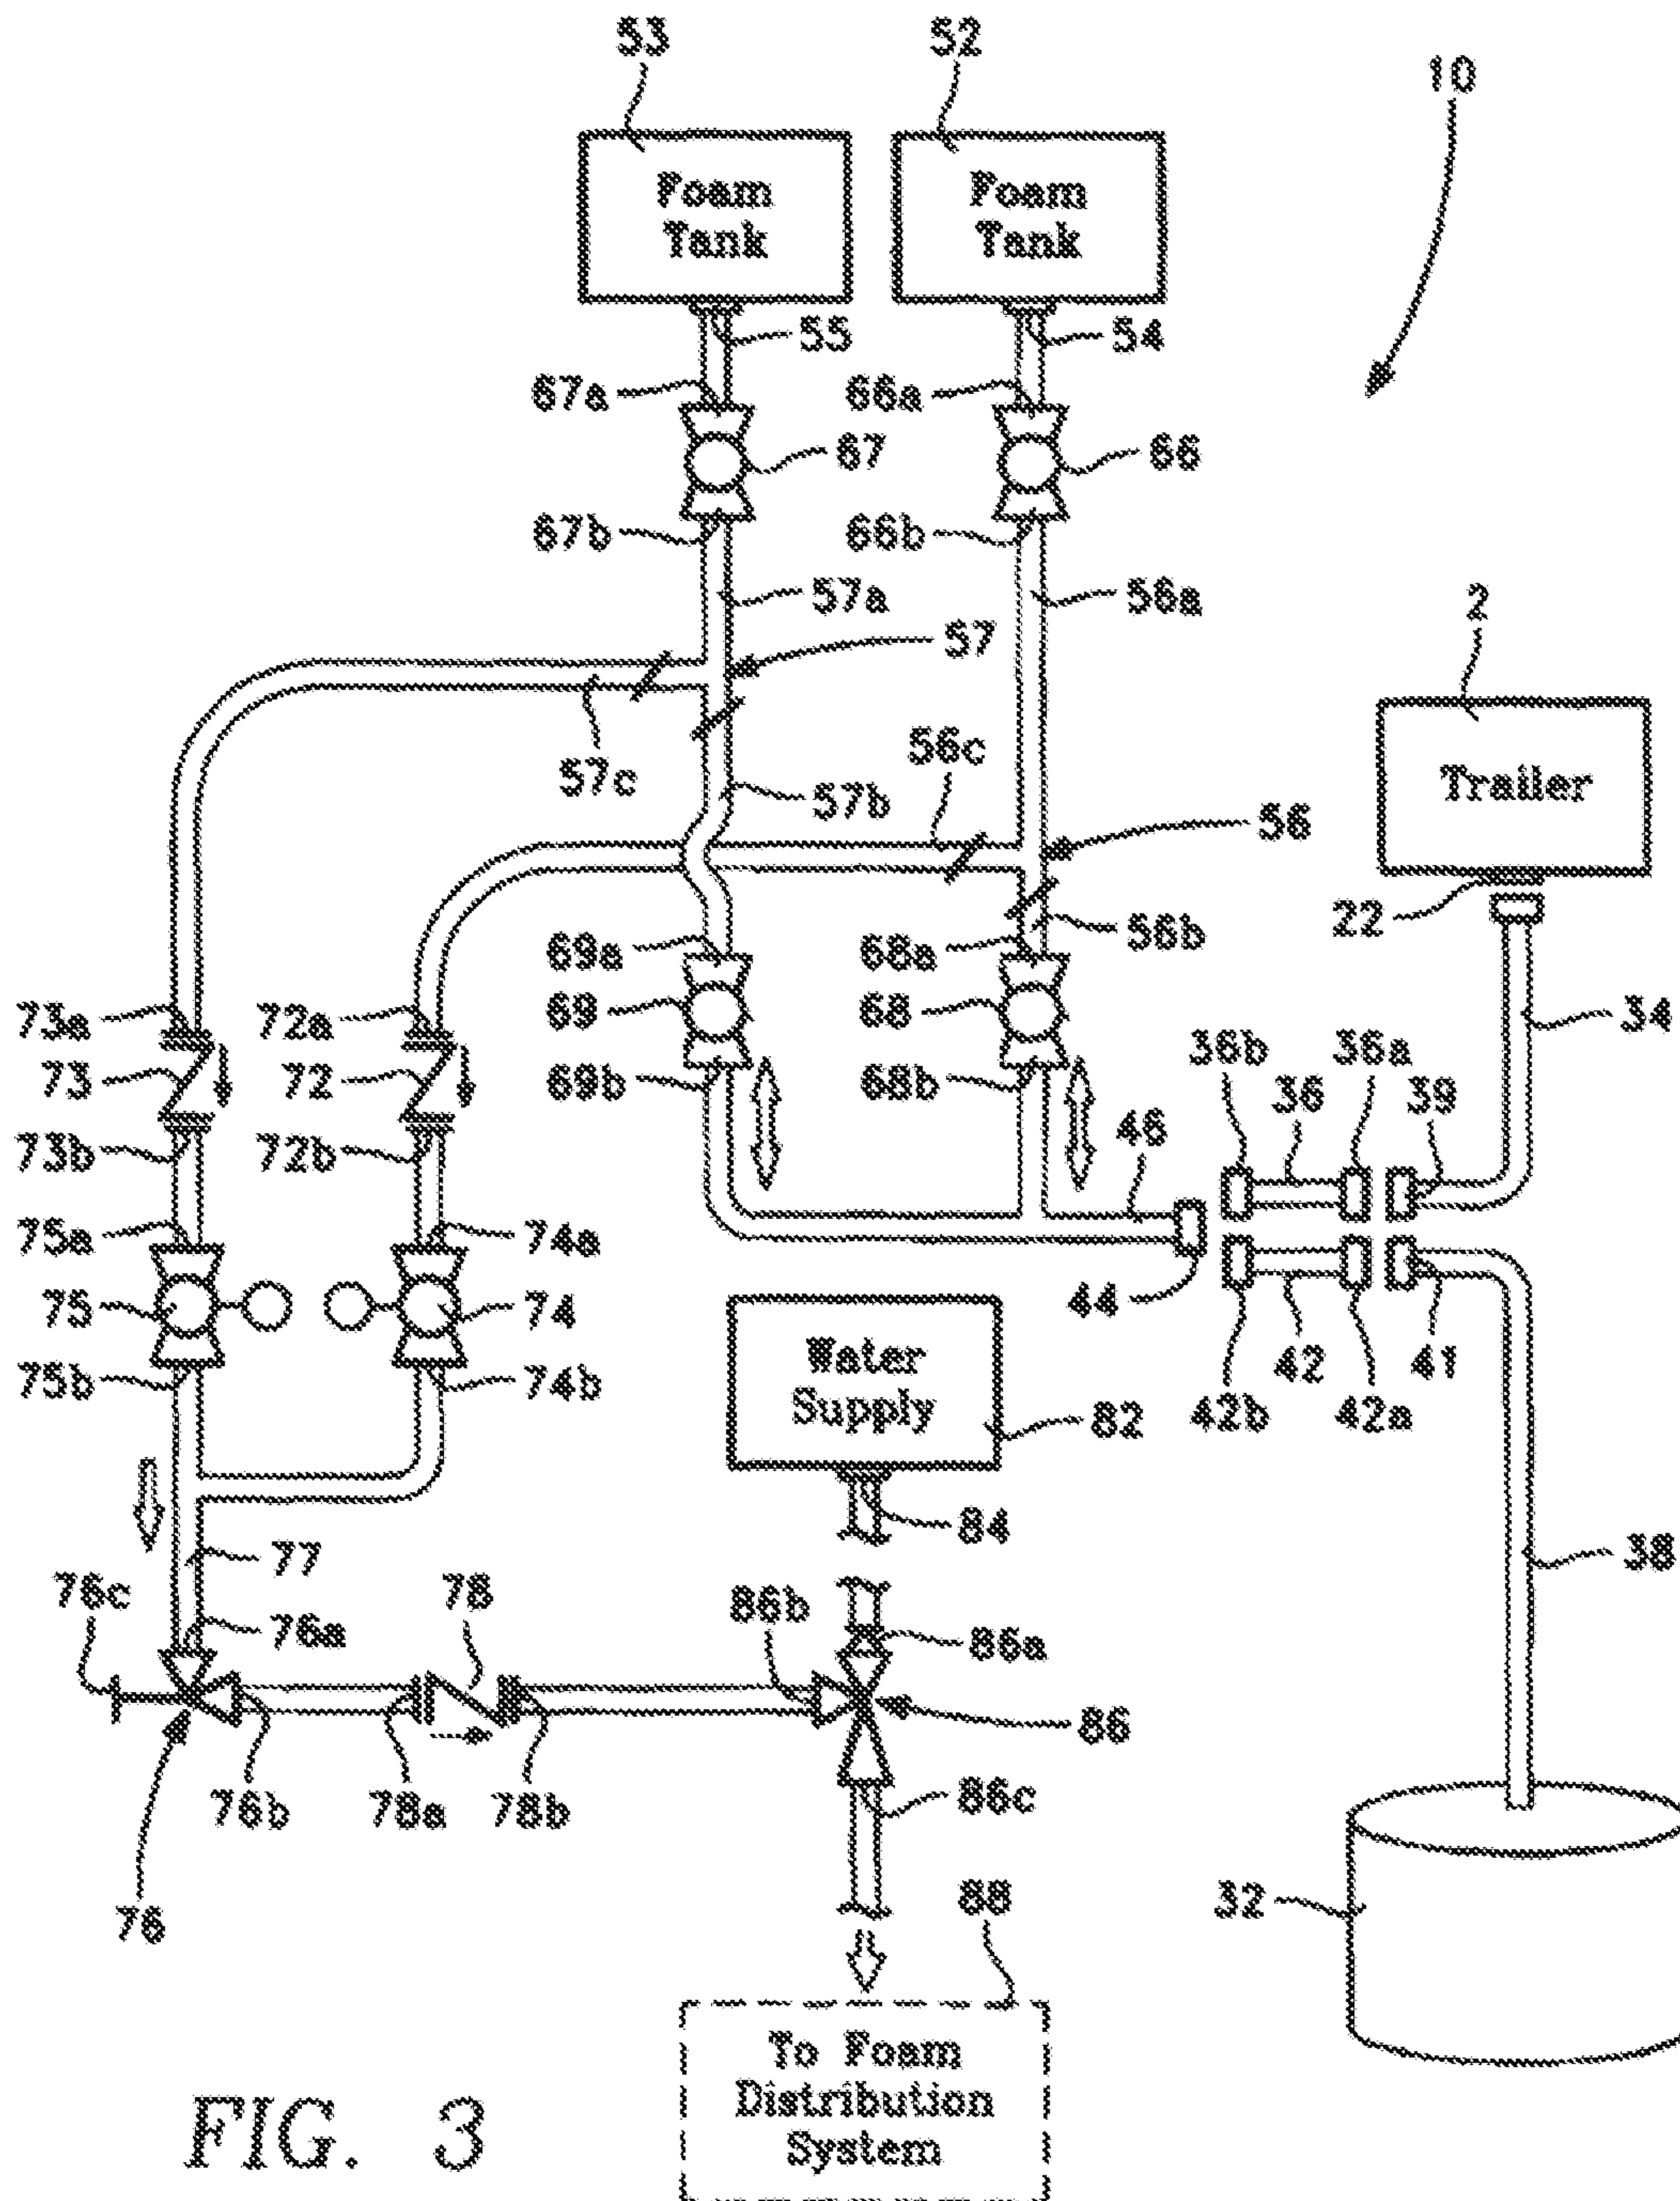 53
52
10
Foam
Tank
Foam
Tank
55
54
67a
66a
67
66
67b
66b
57a
56a
57
2
57c
56c
57b
56
Trailer
22
56b
69a
68a
73a
72a
69
68
34
36b
36a
73
72
69b
68b
36
39
46
73b
72b
75a
74a
44
75
74
Water
Supply
75b
74b
42
41
82
42b
42a
84
77
38
76c
78
86b
76a
86a
86
76b
78a
78b
86c
76
88
32
To Foam
Distribution
System
FIG. 3